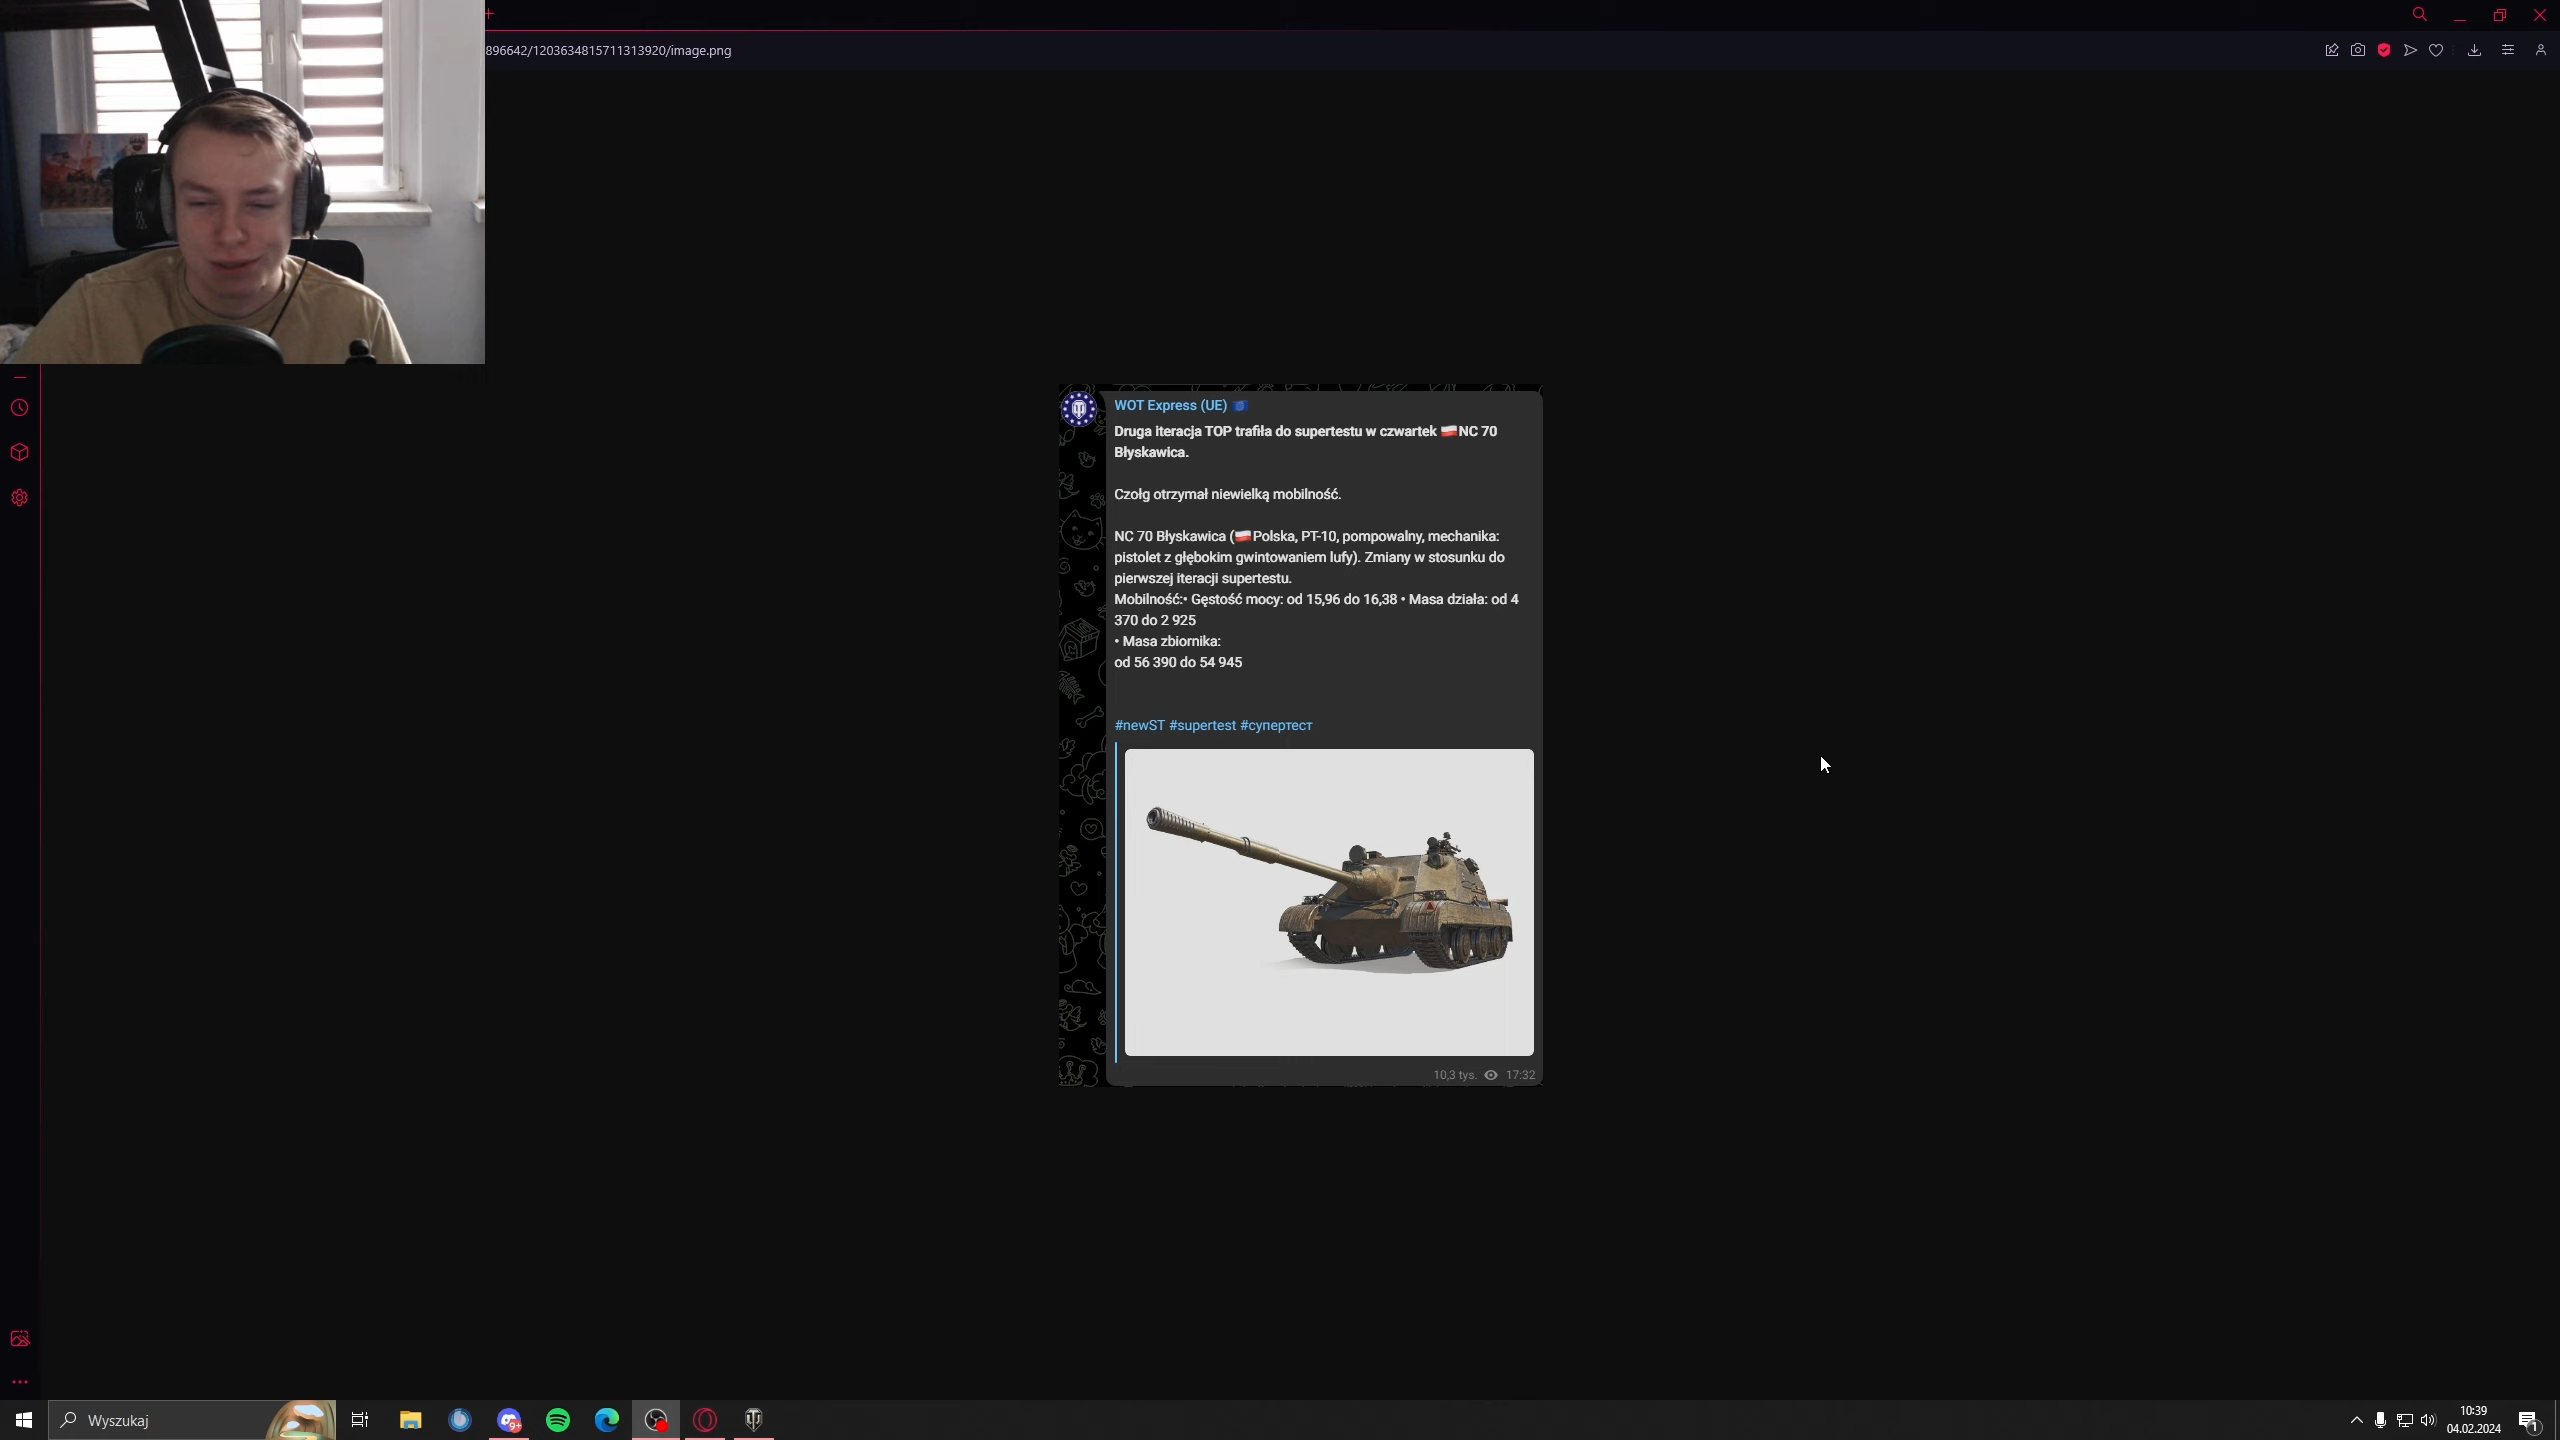 896642/1203634815711313920/image.png
WOT Express (UE)
Druga iteracja TOP trafiła do supertestu w czwartek 🇵🇱NC 70
Błyskawica.
Czołg otrzymał niewielką mobilność.
NC 70 Błyskawica (🇵🇱Polska, PT-10, pompowalny, mechanika:
pistolet z głębokim gwintowaniem lufy). Zmiany w stosunku do
pierwszej iteracji supertestu.
Mobilność:• Gęstość mocy: od 15,96 do 16,38 • Masa działa: od 4
370 do 2 925
• Masa zbiornika:
od 56 390 do 54 945
#newST #supertest #супертест
10,3 tys. 17:32
Wyszukaj
9+
10:39
04.02.2024
1